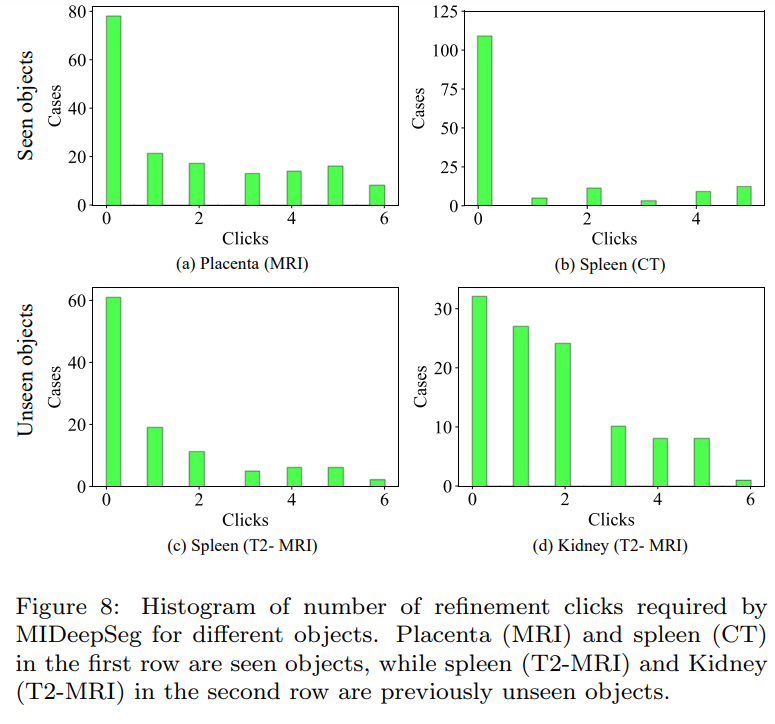 80
60
40
20
0
0 2 4 6
Cases
Clicks
Seen objects
(a) Placenta (MRI)
125
100
75
50
25
0
0 2 4
Cases
Clicks
(b) Spleen (CT)
60
40
20
0
0 2 4 6
Cases
Clicks
Unseen objects
(c) Spleen (T2- MRI)
30
20
10
0
0 2 4 6
Cases
Clicks
(d) Kidney (T2- MRI)
Figure 8: Histogram of number of refinement clicks required by
MIDeepSeg for different objects. Placenta (MRI) and spleen (CT)
in the first row are seen objects, while spleen (T2-MRI) and Kidney
(T2-MRI) in the second row are previously unseen objects.